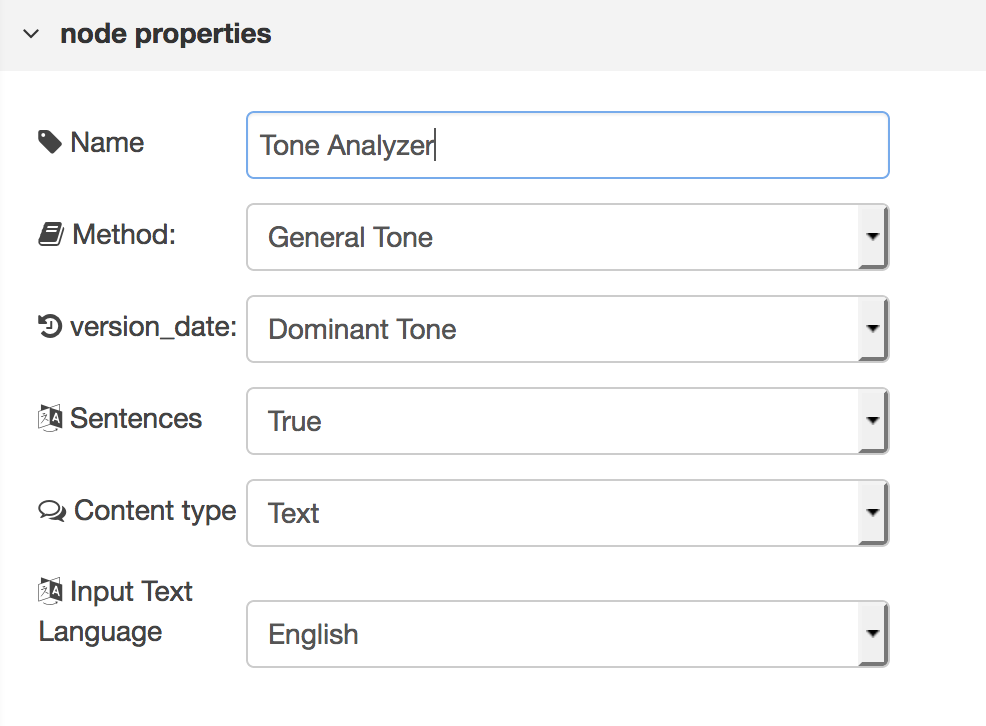 node properties
Name
Tone Analyzer
Method:
General Tone
version_date:
Dominant Tone
Sentences
True
Content type
Text
Input Text
Language
English